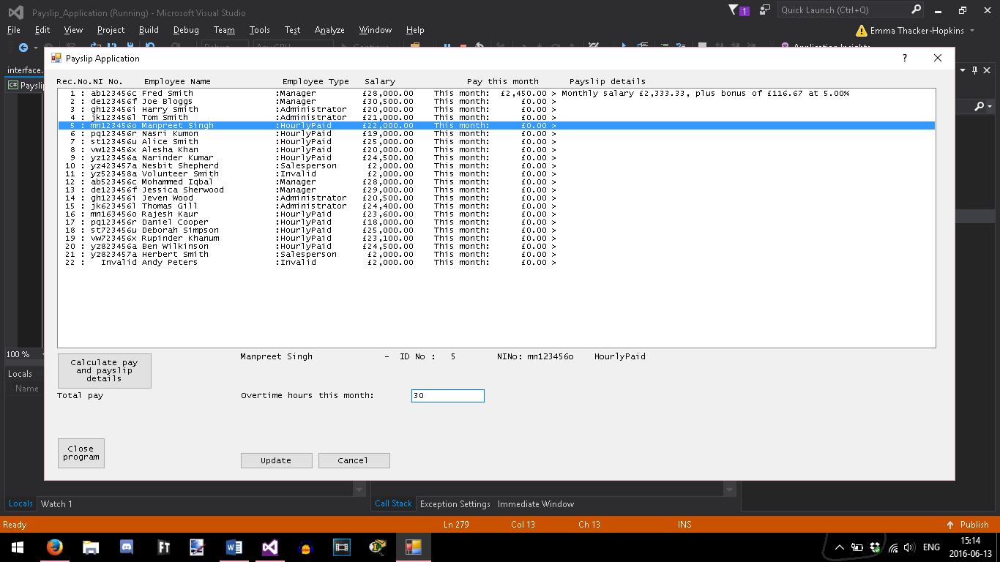 Payslip_Application (Running) - Microsoft Visual Studio
1
Quick Launch (Ctrl+Q)
File Edit View Project Build Debug Team Tools Test Analyze Window Help
Emma Thacker-Hopkins
Payslip Application
? 
interface.
Paysli
Rec.No.NI No. Employee Name Employee Type Salary Pay this month Payslip details
1 : ab123456c Fred Smith :Manager £28,000.00 This month: £2,450.00 > Monthly salary £2,333.33, plus bonus of £116.67 at 5.00%
2 : de123456f Joe Bloggs :Manager £30,500.00 This month: £0.00 >
3 : gh123456i Harry Smith :Administrator £20,000.00 This month: £0.00 >
4 : jk123456l Tom Smith :Administrator £21,000.00 This month: £0.00 >
5 : mn123456o Manpreet Singh :HourlyPaid £22,000.00 This month: £0.00 >
6 : pq123456r Nasri Kumon :HourlyPaid £19,000.00 This month: £0.00 >
7 : st123456u Alice Smith :HourlyPaid £25,000.00 This month: £0.00 >
8 : vw123456x Alesha Khan :HourlyPaid £20,000.00 This month: £0.00 >
9 : yz123456a Narinder Kumar :HourlyPaid £24,500.00 This month: £0.00 >
10 : yz423457a Nesbit Shepherd :Salesperson £2,000.00 This month: £0.00 >
11 : yz523458a Volunteer Smith :Invalid £2,000.00 This month: £0.00 >
12 : ab523456c Mohammed Iqbal :Manager £28,000.00 This month: £0.00 >
13 : de123456f Jessica Sherwood :Manager £29,000.00 This month: £0.00 >
14 : gh123456i Jeven Wood :Administrator £20,500.00 This month: £0.00 >
15 : jk623456l Thomas Gill :Administrator £24,400.00 This month: £0.00 >
16 : mn163456o Rajesh Kaur :HourlyPaid £23,600.00 This month: £0.00 >
17 : pq123456r Daniel Cooper :HourlyPaid £18,000.00 This month: £0.00 >
18 : st723456u Deborah Simpson :HourlyPaid £25,000.00 This month: £0.00 >
19 : vw723456x Rupinder Khanum :HourlyPaid £23,100.00 This month: £0.00 >
20 : yz823456a Ben Wilkinson :HourlyPaid £24,500.00 This month: £0.00 >
21 : yz823457a Herbert Smith :Salesperson £2,000.00 This month: £0.00 >
22 : Invalid Andy Peters :Invalid £2,000.00 This month: £0.00 >
100 %
Locals
Name
Calculate pay
and payslip
details
Manpreet Singh - ID No : 5 NINo: mn123456o HourlyPaid
Total pay
Overtime hours this month: 30
Close
program
Update
Cancel
Locals Watch 1
Call Stack Exception Settings Immediate Window
Ready Ln 279 Col 13 Ch 13 INS Publish
FT
ENG
15:14
2016-06-13